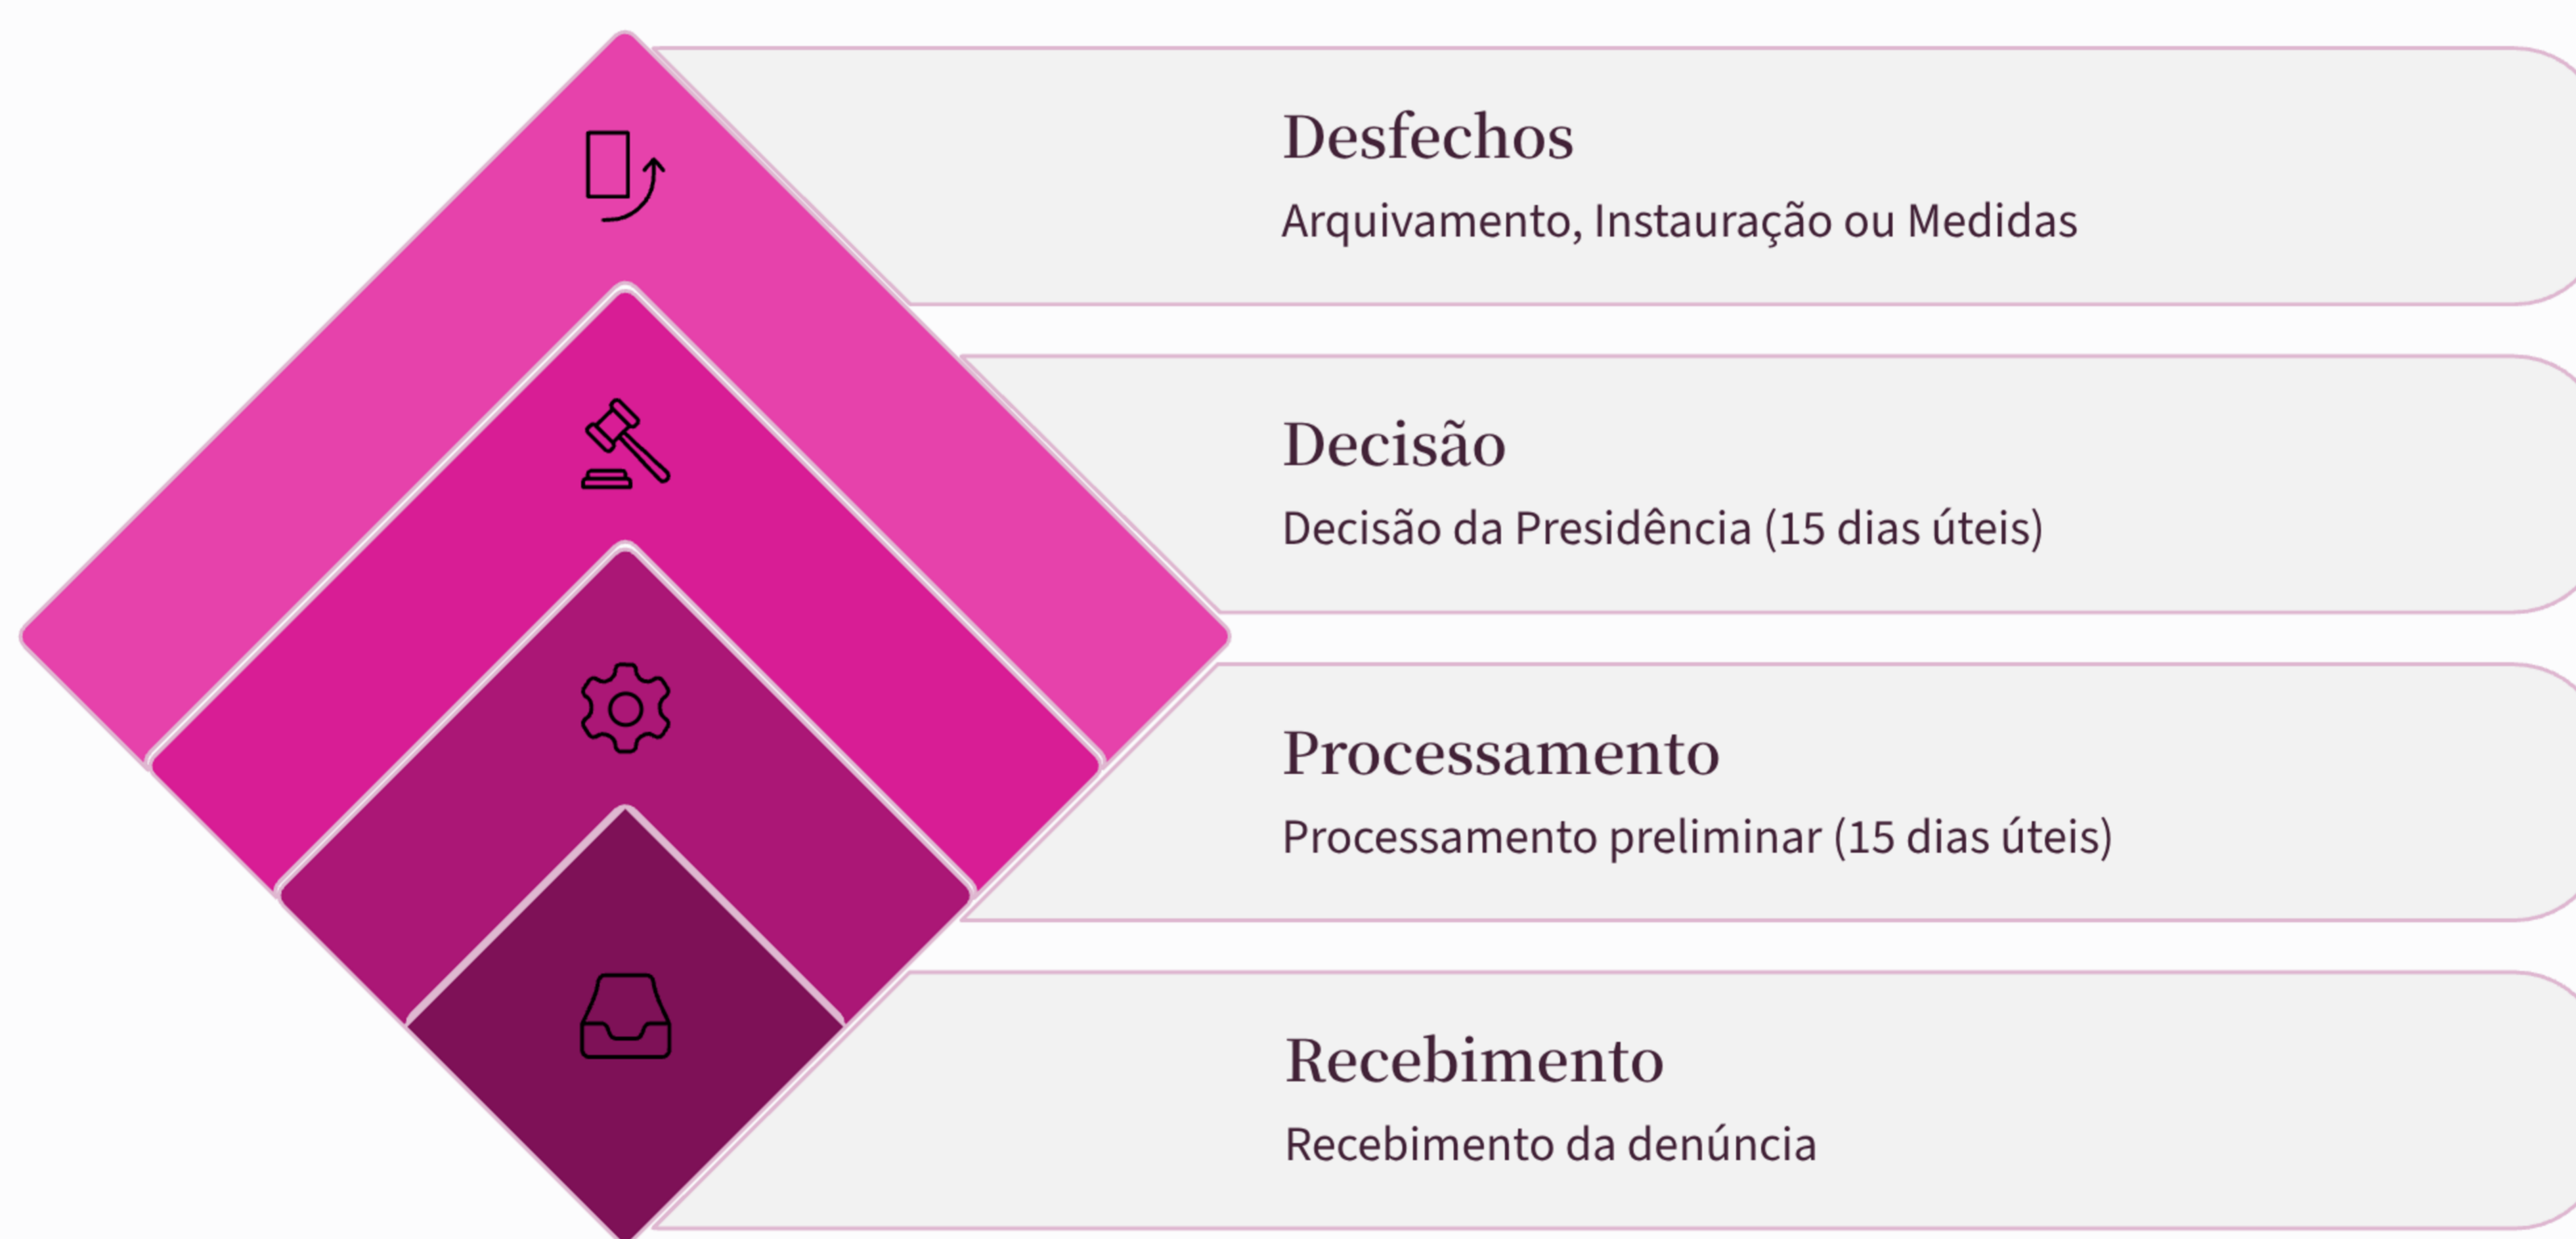 Desfechos
Arquivamento, Instauração ou Medidas
Decisão
Decisão da Presidência (15 dias úteis)
Processamento
Processamento preliminar (15 dias úteis)
Recebimento
Recebimento da denúncia